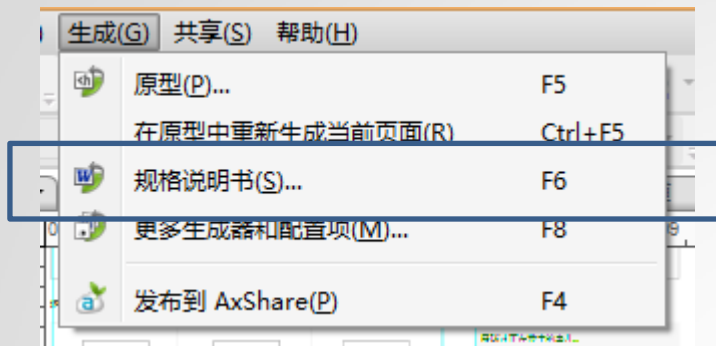 生成(G) 共享(S) 帮助(H)
原型(P)... F5
在原型中重新生成当前页面(R) Ctrl+F5
规格说明书(S)... F6
更多生成器和配置项(M)... F8
发布到 AxShare(P) F4